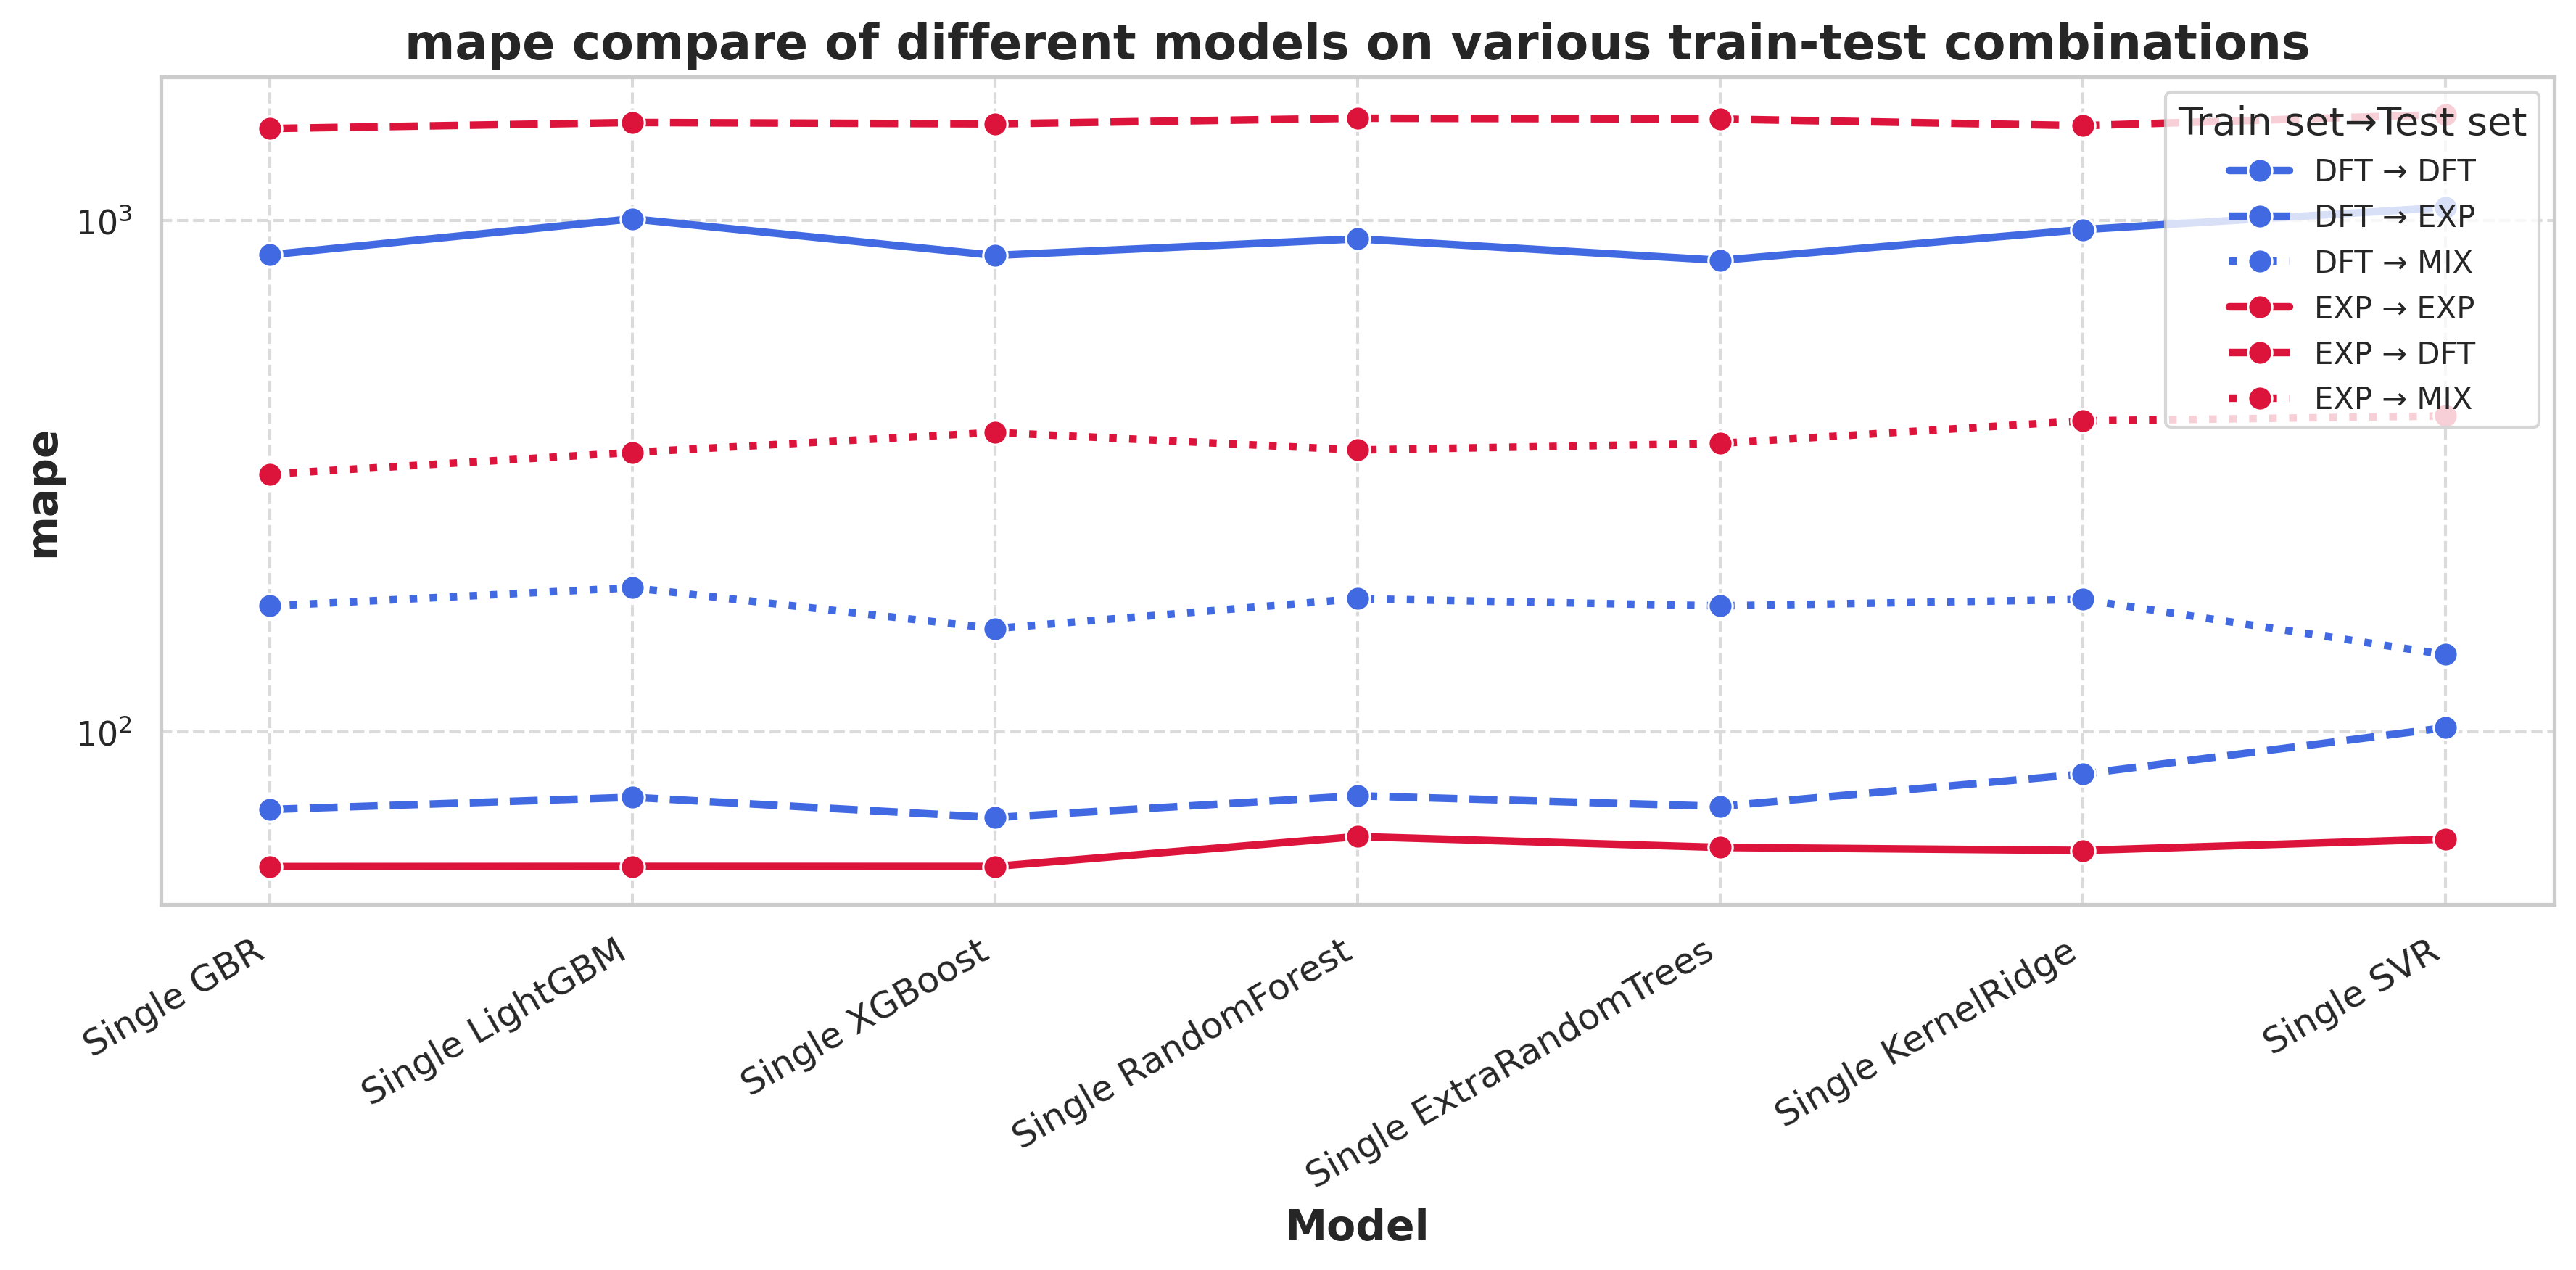 mape compare of different models on various train-test combinations
mape
10³
10²
Train set→Test set
DFT → DFT
DFT → EXP
DFT → MIX
EXP → EXP
EXP → DFT
EXP → MIX
Single GBR
Single LightGBM
Single XGBoost
Single RandomForest
Single ExtraRandomTrees
Single KernelRidge
Single SVR
Model